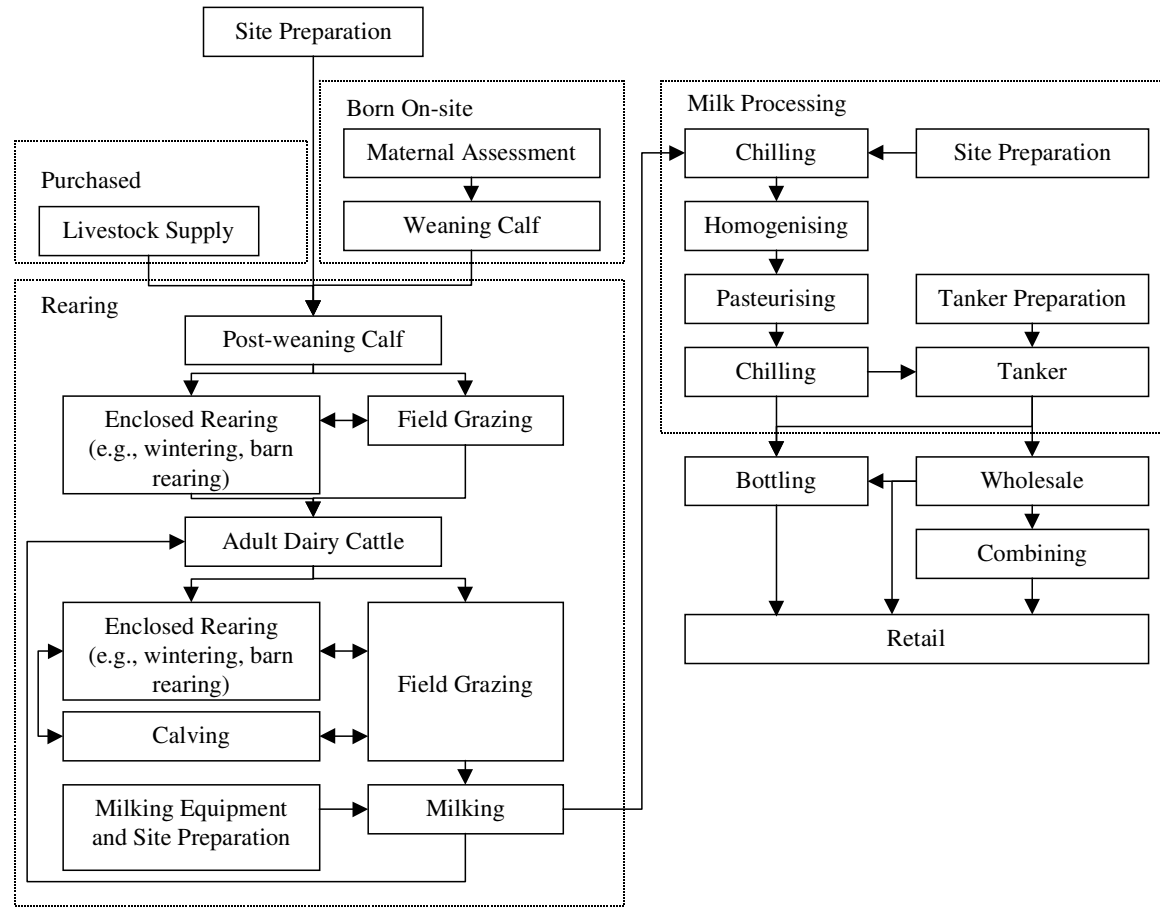 Site Preparation
Born On-site
Maternal Assessment
Weaning Calf
Purchased
Livestock Supply
Rearing
Post-weaning Calf
Enclosed Rearing
(e.g., wintering, barn
rearing)
Field Grazing
Adult Dairy Cattle
Enclosed Rearing
(e.g., wintering, barn
rearing)
Field Grazing
Calving
Milking Equipment
and Site Preparation
Milking
Milk Processing
Chilling
Site Preparation
Homogenising
Pasteurising
Tanker Preparation
Chilling
Tanker
Bottling
Wholesale
Combining
Retail